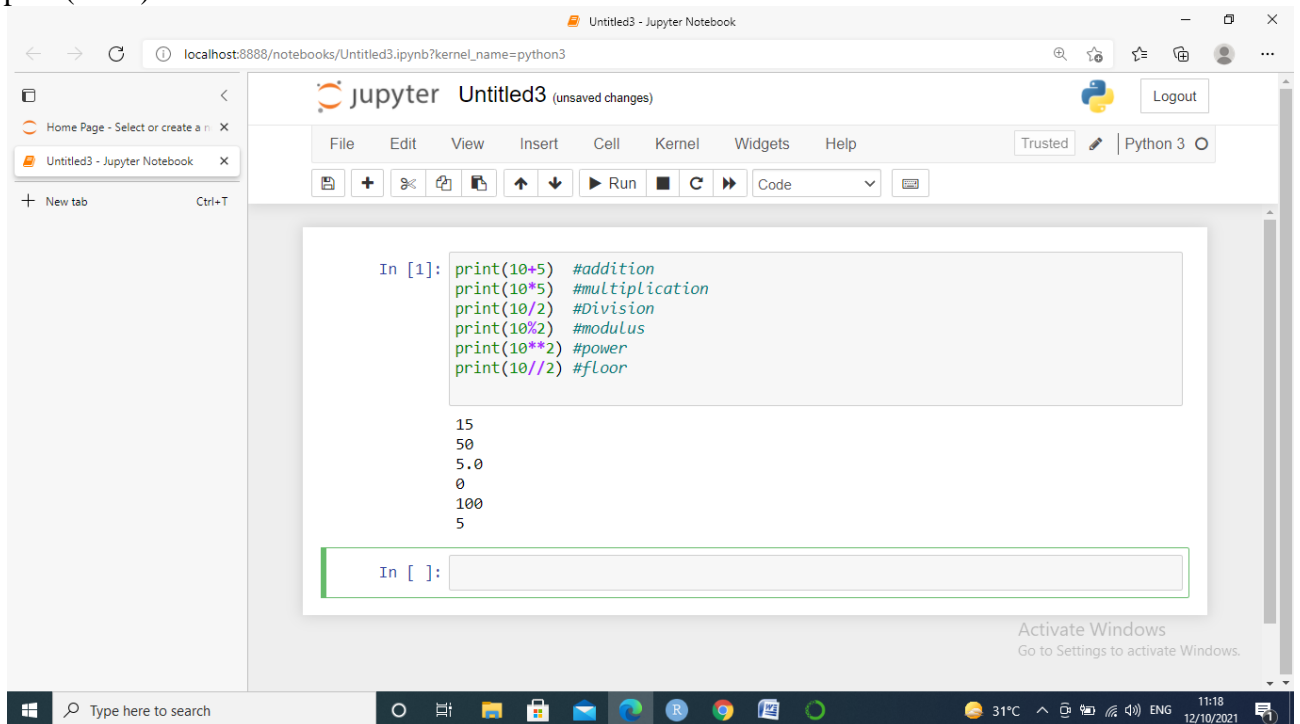 Untitled3 - Jupyter Notebook
localhost:8888/notebooks/Untitled3.ipynb?kernel_name=python3
jupyter Untitled3 (unsaved changes)
Logout
Home Page - Select or create a n
Untitled3 - Jupyter Notebook
New tab Ctrl+T
File Edit View Insert Cell Kernel Widgets Help
Trusted Python 3
Run Code
In [1]: print(10+5)  #addition
print(10*5)  #multiplication
print(10/2)  #Division
print(10%2)  #modulus
print(10**2) #power
print(10//2) #floor
15
50
5.0
0
100
5
In [ ]:
Activate Windows
Go to Settings to activate Windows.
Type here to search
R
31°C ENG 11:18
12/10/2021